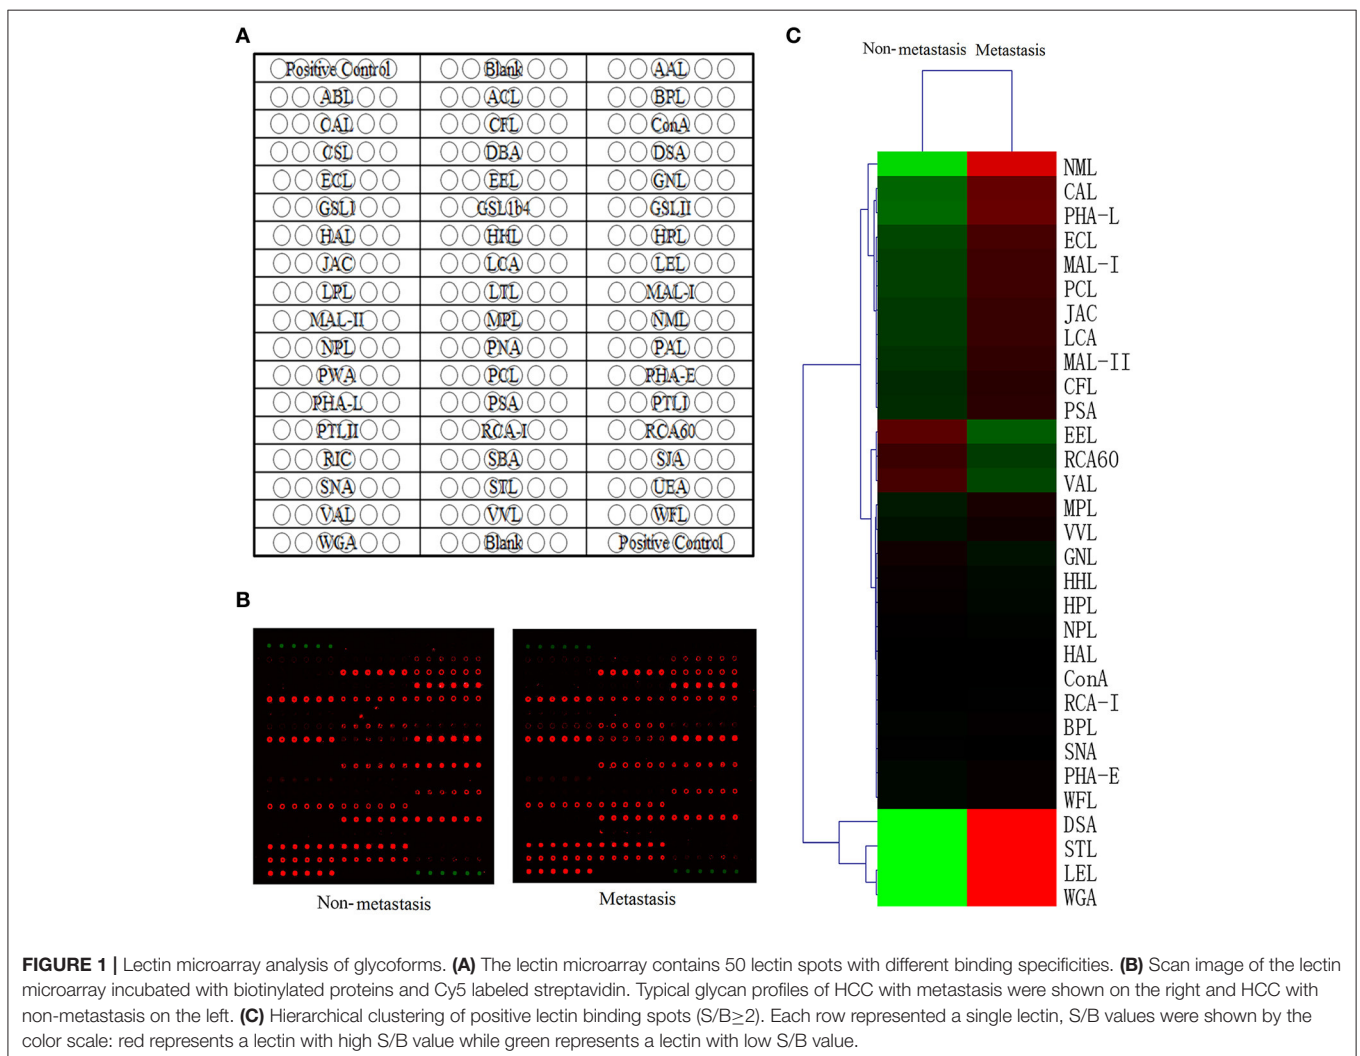 A
Positive Control Blank AAL
ABL ACL BPL
CAL CFL ConA
CSL DBA DSA
ECL EEL GNL
GSLI GSL1b4 GSLII
HAL HHL HPL
JAC LCA LEL
LPL LTL MAL-I
MAL-II MPL NML
NPL PNA PAL
PWA PCL PHA-E
PHA-L PSA PTLI
PTLII RCA-I RCA60
RIC SBA SJA
SNA STL UEA
VAL VVL WFL
WGA Blank Positive Control
B
Non-metastasis
Metastasis
C
Non-metastasis Metastasis
NML
CAL
PHA-L
ECL
MAL-I
PCL
JAC
LCA
MAL-II
CFL
PSA
EEL
RCA60
VAL
MPL
VVL
GNL
HHL
HPL
NPL
HAL
ConA
RCA-I
BPL
SNA
PHA-E
WFL
DSA
STL
LEL
WGA
FIGURE 1 | Lectin microarray analysis of glycoforms. (A) The lectin microarray contains 50 lectin spots with different binding specificities. (B) Scan image of the lectin
microarray incubated with biotinylated proteins and Cy5 labeled streptavidin. Typical glycan profiles of HCC with metastasis were shown on the right and HCC with
non-metastasis on the left. (C) Hierarchical clustering of positive lectin binding spots (S/B≥2). Each row represented a single lectin, S/B values were shown by the
color scale: red represents a lectin with high S/B value while green represents a lectin with low S/B value.